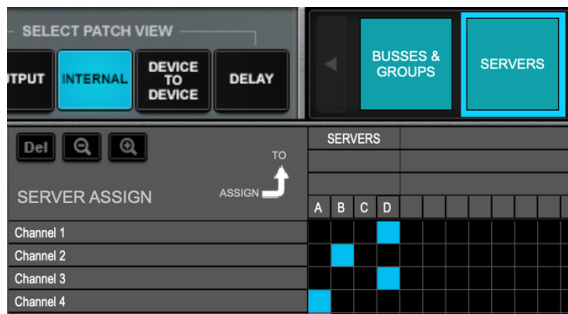 SELECT PATCH VIEW
TPUT
INTERNAL
DEVICE
TO
DEVICE
DELAY
BUSSES &
GROUPS
SERVERS
Del
TO
SERVER ASSIGN
ASSIGN
SERVERS
A B C D
Channel 1
Channel 2
Channel 3
Channel 4